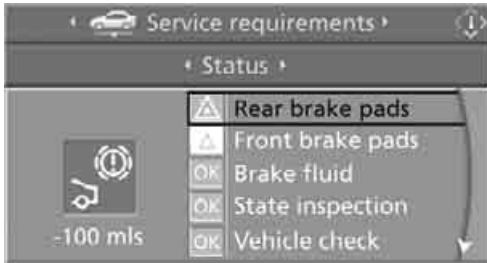 Service requirements
Status
Rear brake pads
Front brake pads
OK Brake fluid
OK State inspection
-100 mls
OK Vehicle check